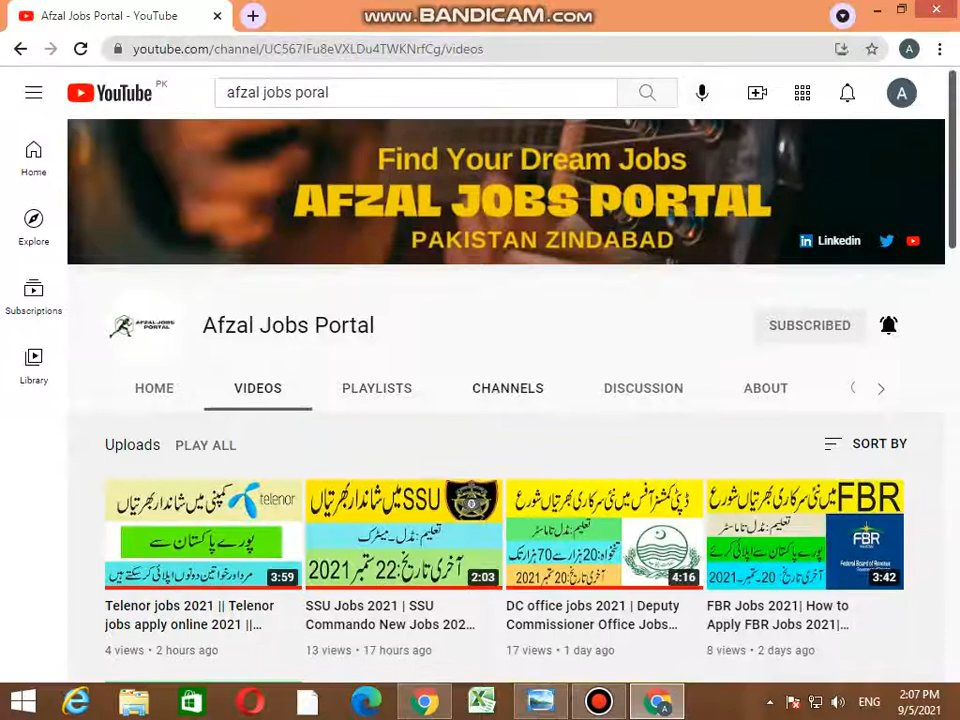 Afzal Jobs Portal - YouTube
WWW.BANDICAM.COM
youtube.com/channel/UC567IFu8eVXLDu4TWKNrfCg/videos
A
YouTube PK
afzal jobs poral
A
Find Your Dream Jobs
AFZAL JOBS PORTAL
PAKISTAN ZINDABAD
in Linkedin
Home
Explore
Subscriptions
Library
AFZAL JOBS PORTAL
Afzal Jobs Portal
SUBSCRIBED
HOME VIDEOS PLAYLISTS CHANNELS DISCUSSION ABOUT
Uploads PLAY ALL SORT BY
کمپنی میں شاندار بھرتیاں telenor
پورے پاکستان سے
مرد اور خواتین دونوں اپلائی کر سکتے ہیں
3:59
SSU میں شاندار بھرتیاں
تعلیم: مڈل۔میٹرک
آخری تاریخ: 22 ستمبر 2021
2:03
ڈپٹی کمشنر آفس میں نئی سرکاری بھرتیاں شروع
تعلیم: مڈل تا ماسٹر
تنخواہ: 20 ہزار سے 70 ہزار تک
آخری تاریخ: 20 ستمبر 2021
4:16
FBR میں نئی سرکاری بھرتیاں شروع
تعلیم: مڈل تا ماسٹر
پورے پاکستان سے اپلائی کرے
آخری تاریخ: 20۔ستمبر۔2021
FBR
Federal Board of Revenue
3:42
Telenor jobs 2021 || Telenor jobs apply online 2021 ||...
4 views • 2 hours ago
SSU Jobs 2021 | SSU Commando New Jobs 202...
13 views • 17 hours ago
DC office jobs 2021 | Deputy Commissioner Office Jobs...
17 views • 1 day ago
FBR Jobs 2021| How to Apply FBR Jobs 2021|...
8 views • 2 days ago
ENG
2:07 PM
9/5/2021